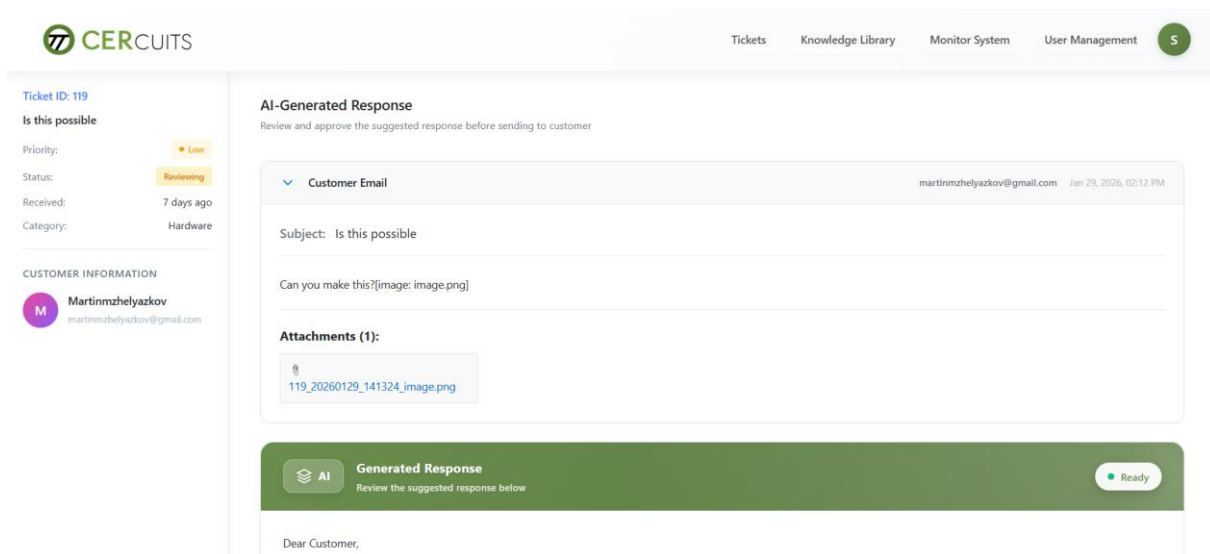 CERCUITS
Tickets Knowledge Library Monitor System User Management S
Ticket ID: 119
Is this possible
Priority: Low
Status: Reviewing
Received: 7 days ago
Category: Hardware
CUSTOMER INFORMATION
M
Martinmzhelyazkov
martinmzhelyazkov@gmail.com
AI-Generated Response
Review and approve the suggested response before sending to customer
Customer Email martinmzhelyazkov@gmail.com Jan 29, 2026, 02:12 PM
Subject: Is this possible
Can you make this?[image: image.png]
Attachments (1):
119_20260129_141324_image.png
AI
Generated Response
Review the suggested response below
Ready
Dear Customer,